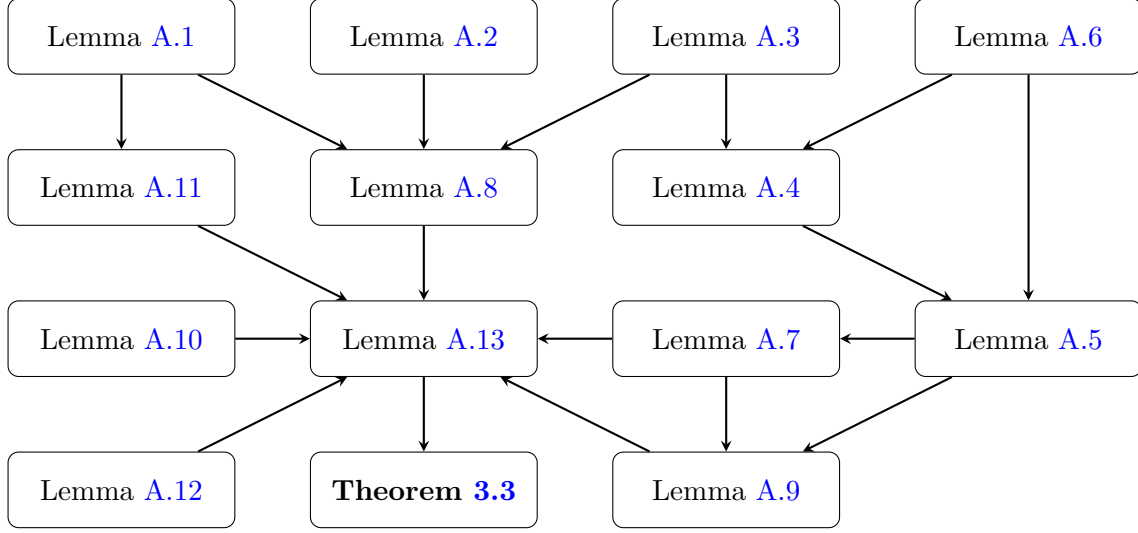 Lemma A.1
Lemma A.2
Lemma A.3
Lemma A.6
Lemma A.11
Lemma A.8
Lemma A.4
Lemma A.10
Lemma A.13
Lemma A.7
Lemma A.5
Lemma A.12
Theorem 3.3
Lemma A.9